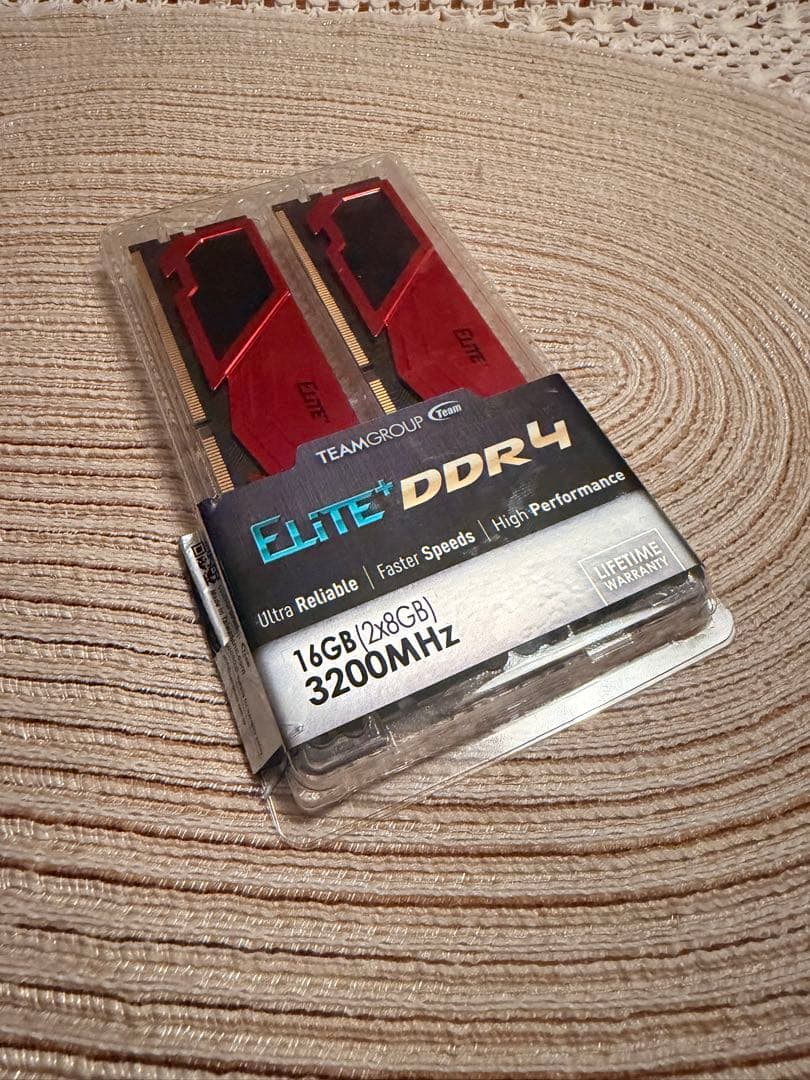 ELITE+
ELITE+
TEAMGROUP Team
ELITE+ DDR4
Ultra Reliable | Faster Speeds | High Performance
LIFETIME
WARRANTY
16GB(2x8GB)
3200MHz